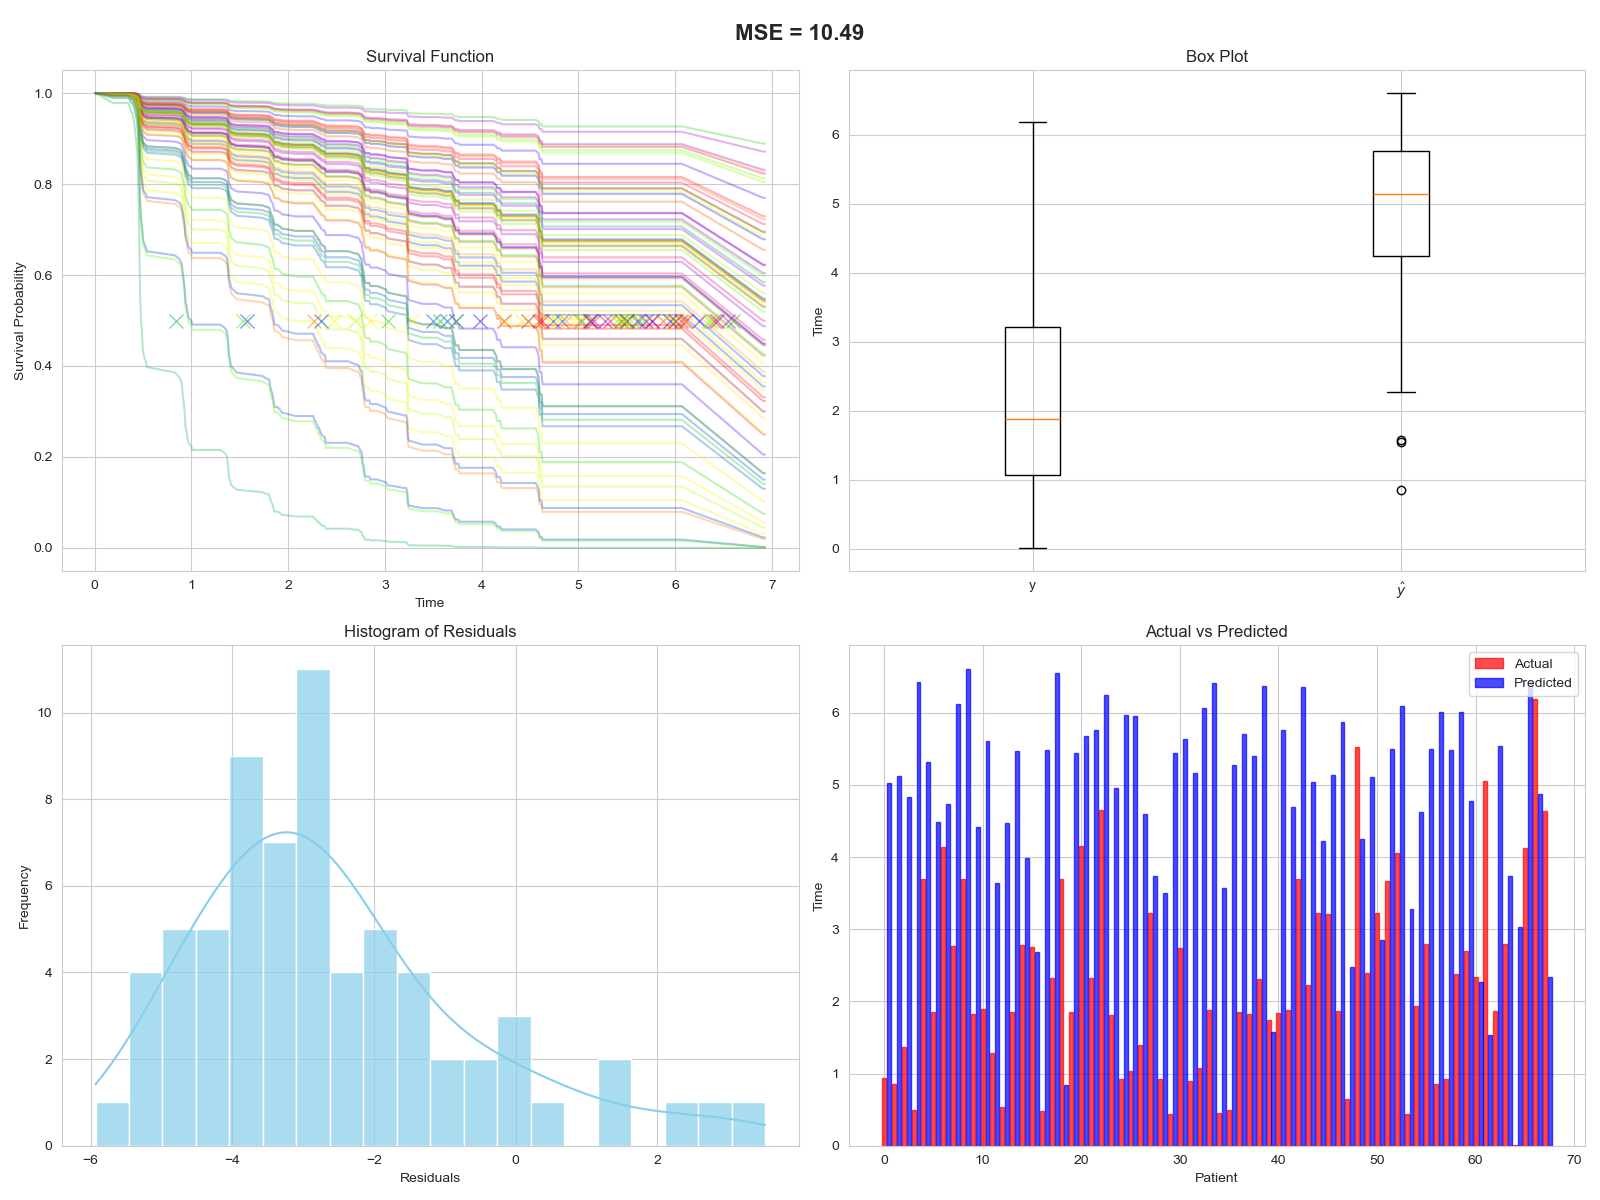 MSE = 10.49
Survival Function
Survival Probability
1.0
0.8
0.6
0.4
0.2
0.0
0 1 2 3 4 5 6 7
Time
Box Plot
Time
6
5
4
3
2
1
0
y ŷ
Histogram of Residuals
Frequency
10
8
6
4
2
0
−6 −4 −2 0 2
Residuals
Actual vs Predicted
Actual
Predicted
Time
6
5
4
3
2
1
0
0 10 20 30 40 50 60 70
Patient